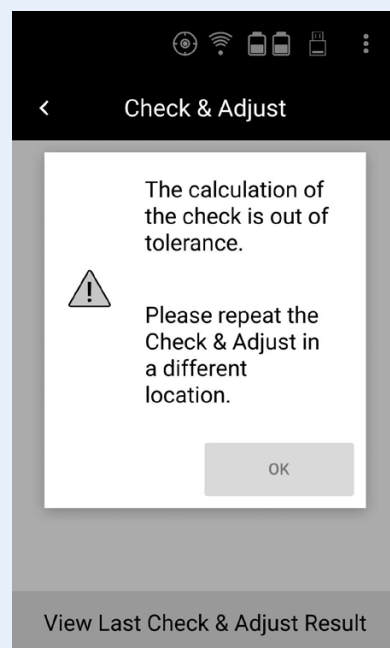 Check & Adjust
The calculation of
the check is out of
tolerance.
Please repeat the
Check & Adjust in
a different
location.
OK
View Last Check & Adjust Result